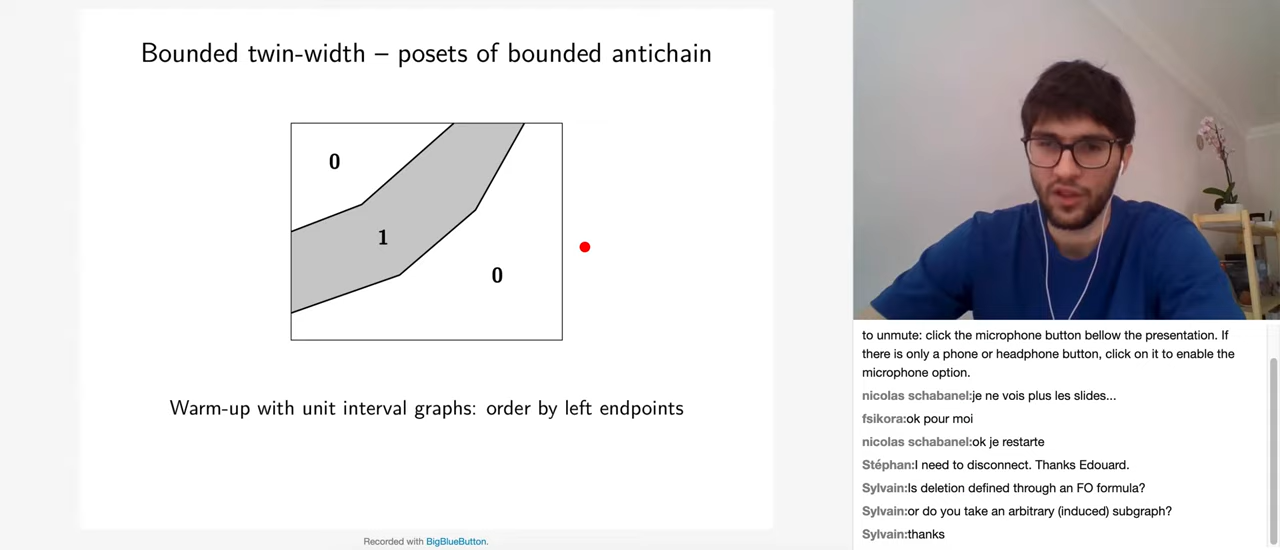 Bounded twin-width – posets of bounded antichain
0
1
0
Warm-up with unit interval graphs: order by left endpoints
Recorded with BigBlueButton.
to unmute: click the microphone button bellow the presentation. If
there is only a phone or headphone button, click on it to enable the
microphone option.
nicolas schabanel:je ne vois plus les slides...
fsikora:ok pour moi
nicolas schabanel:ok je restarte
Stéphan:I need to disconnect. Thanks Edouard.
Sylvain:Is deletion defined through an FO formula?
Sylvain:or do you take an arbitrary (induced) subgraph?
Sylvain:thanks